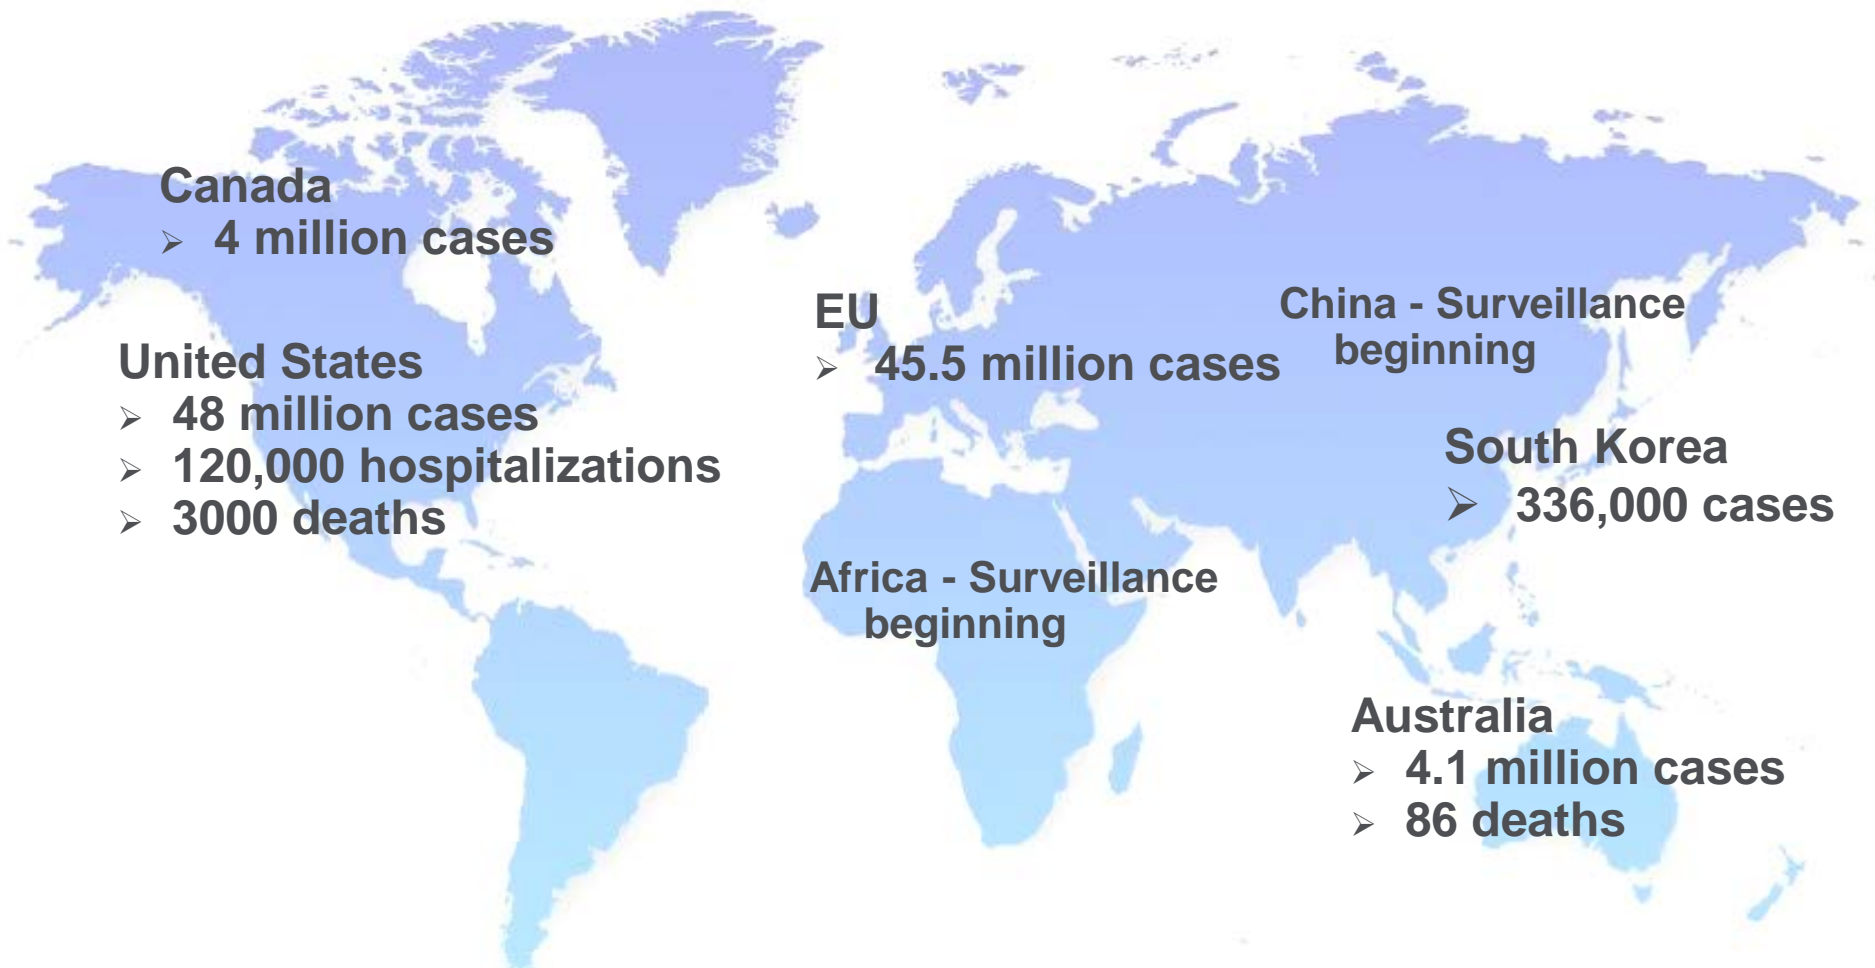 Canada
➢ 4 million cases
United States
➢ 48 million cases
➢ 120,000 hospitalizations
➢ 3000 deaths
EU
➢ 45.5 million cases
China - Surveillance
beginning
South Korea
➢ 336,000 cases
Africa - Surveillance
beginning
Australia
➢ 4.1 million cases
➢ 86 deaths